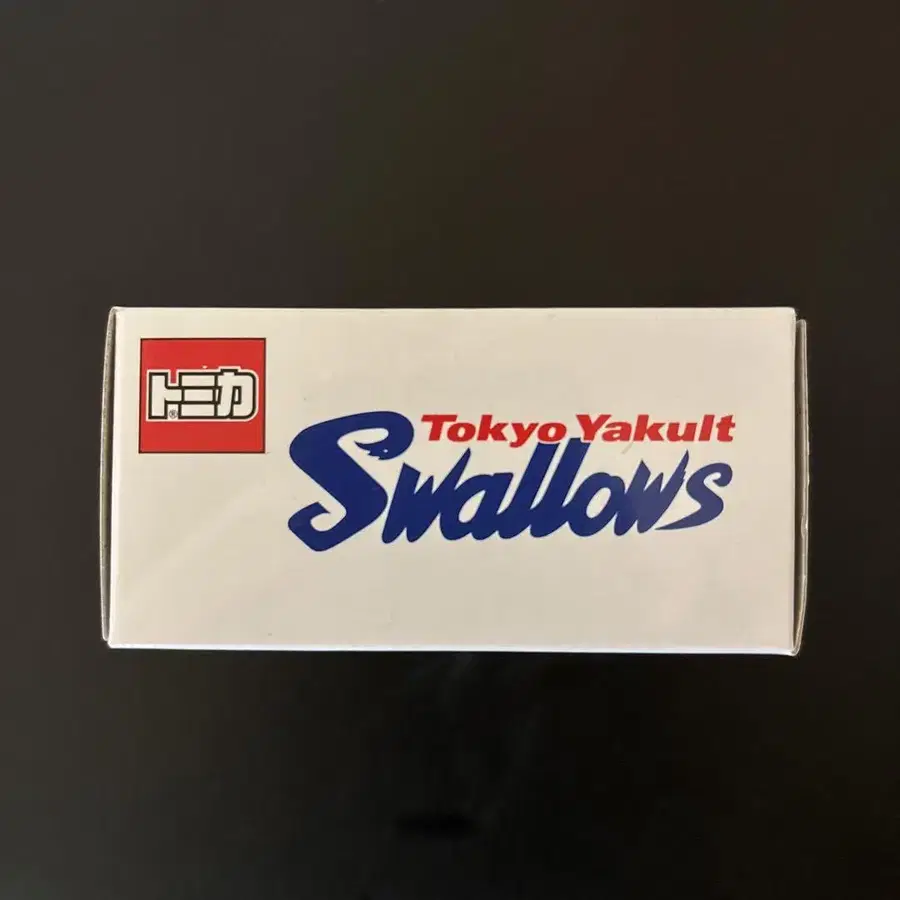 トミカ®
Tokyo Yakult
Swallows